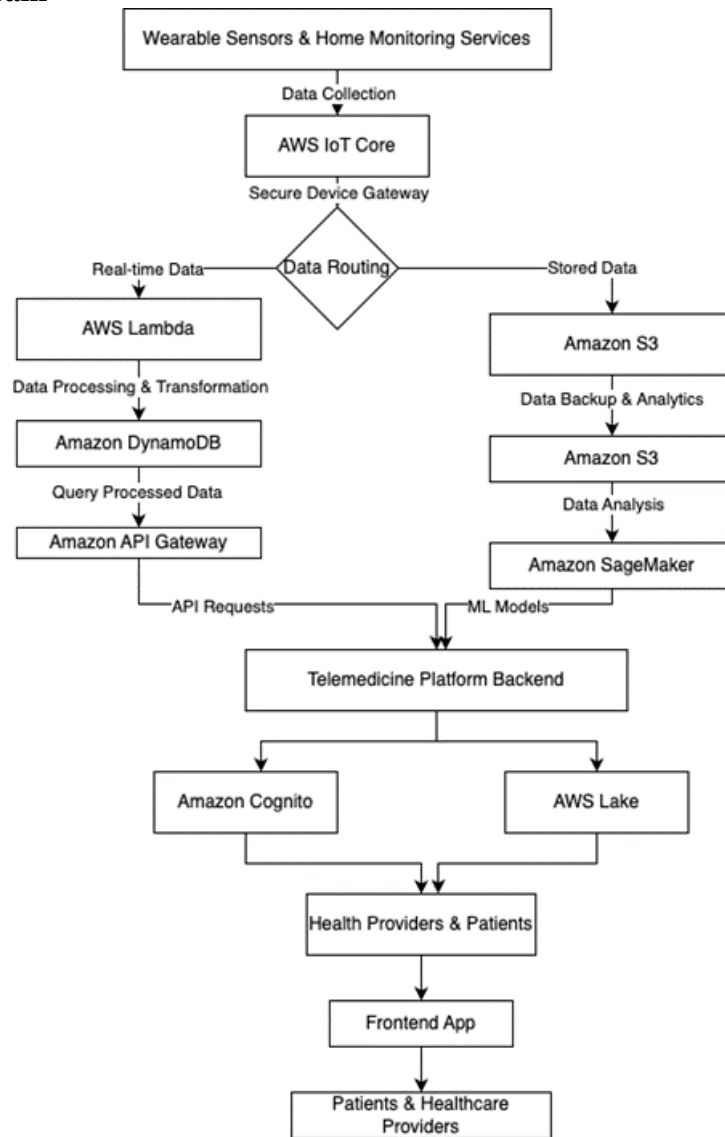 Wearable Sensors & Home Monitoring Services
Data Collection
AWS IoT Core
Secure Device Gateway
Data Routing
Real-time Data
Stored Data
AWS Lambda
Amazon S3
Data Processing & Transformation
Data Backup & Analytics
Amazon DynamoDB
Amazon S3
Query Processed Data
Data Analysis
Amazon API Gateway
Amazon SageMaker
API Requests
ML Models
Telemedicine Platform Backend
Amazon Cognito
AWS Lake
Health Providers & Patients
Frontend App
Patients & Healthcare
Providers